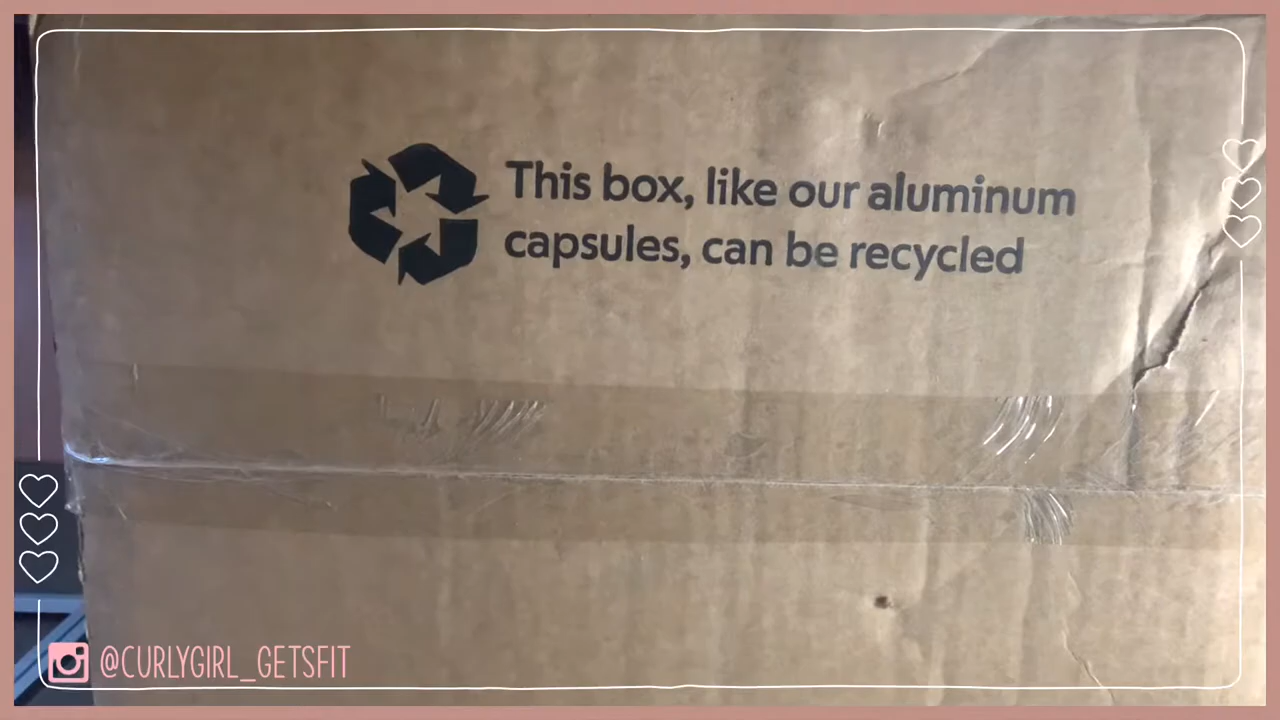 This box, like our aluminum
capsules, can be recycled
@CURLYGIRL_GETSFIT